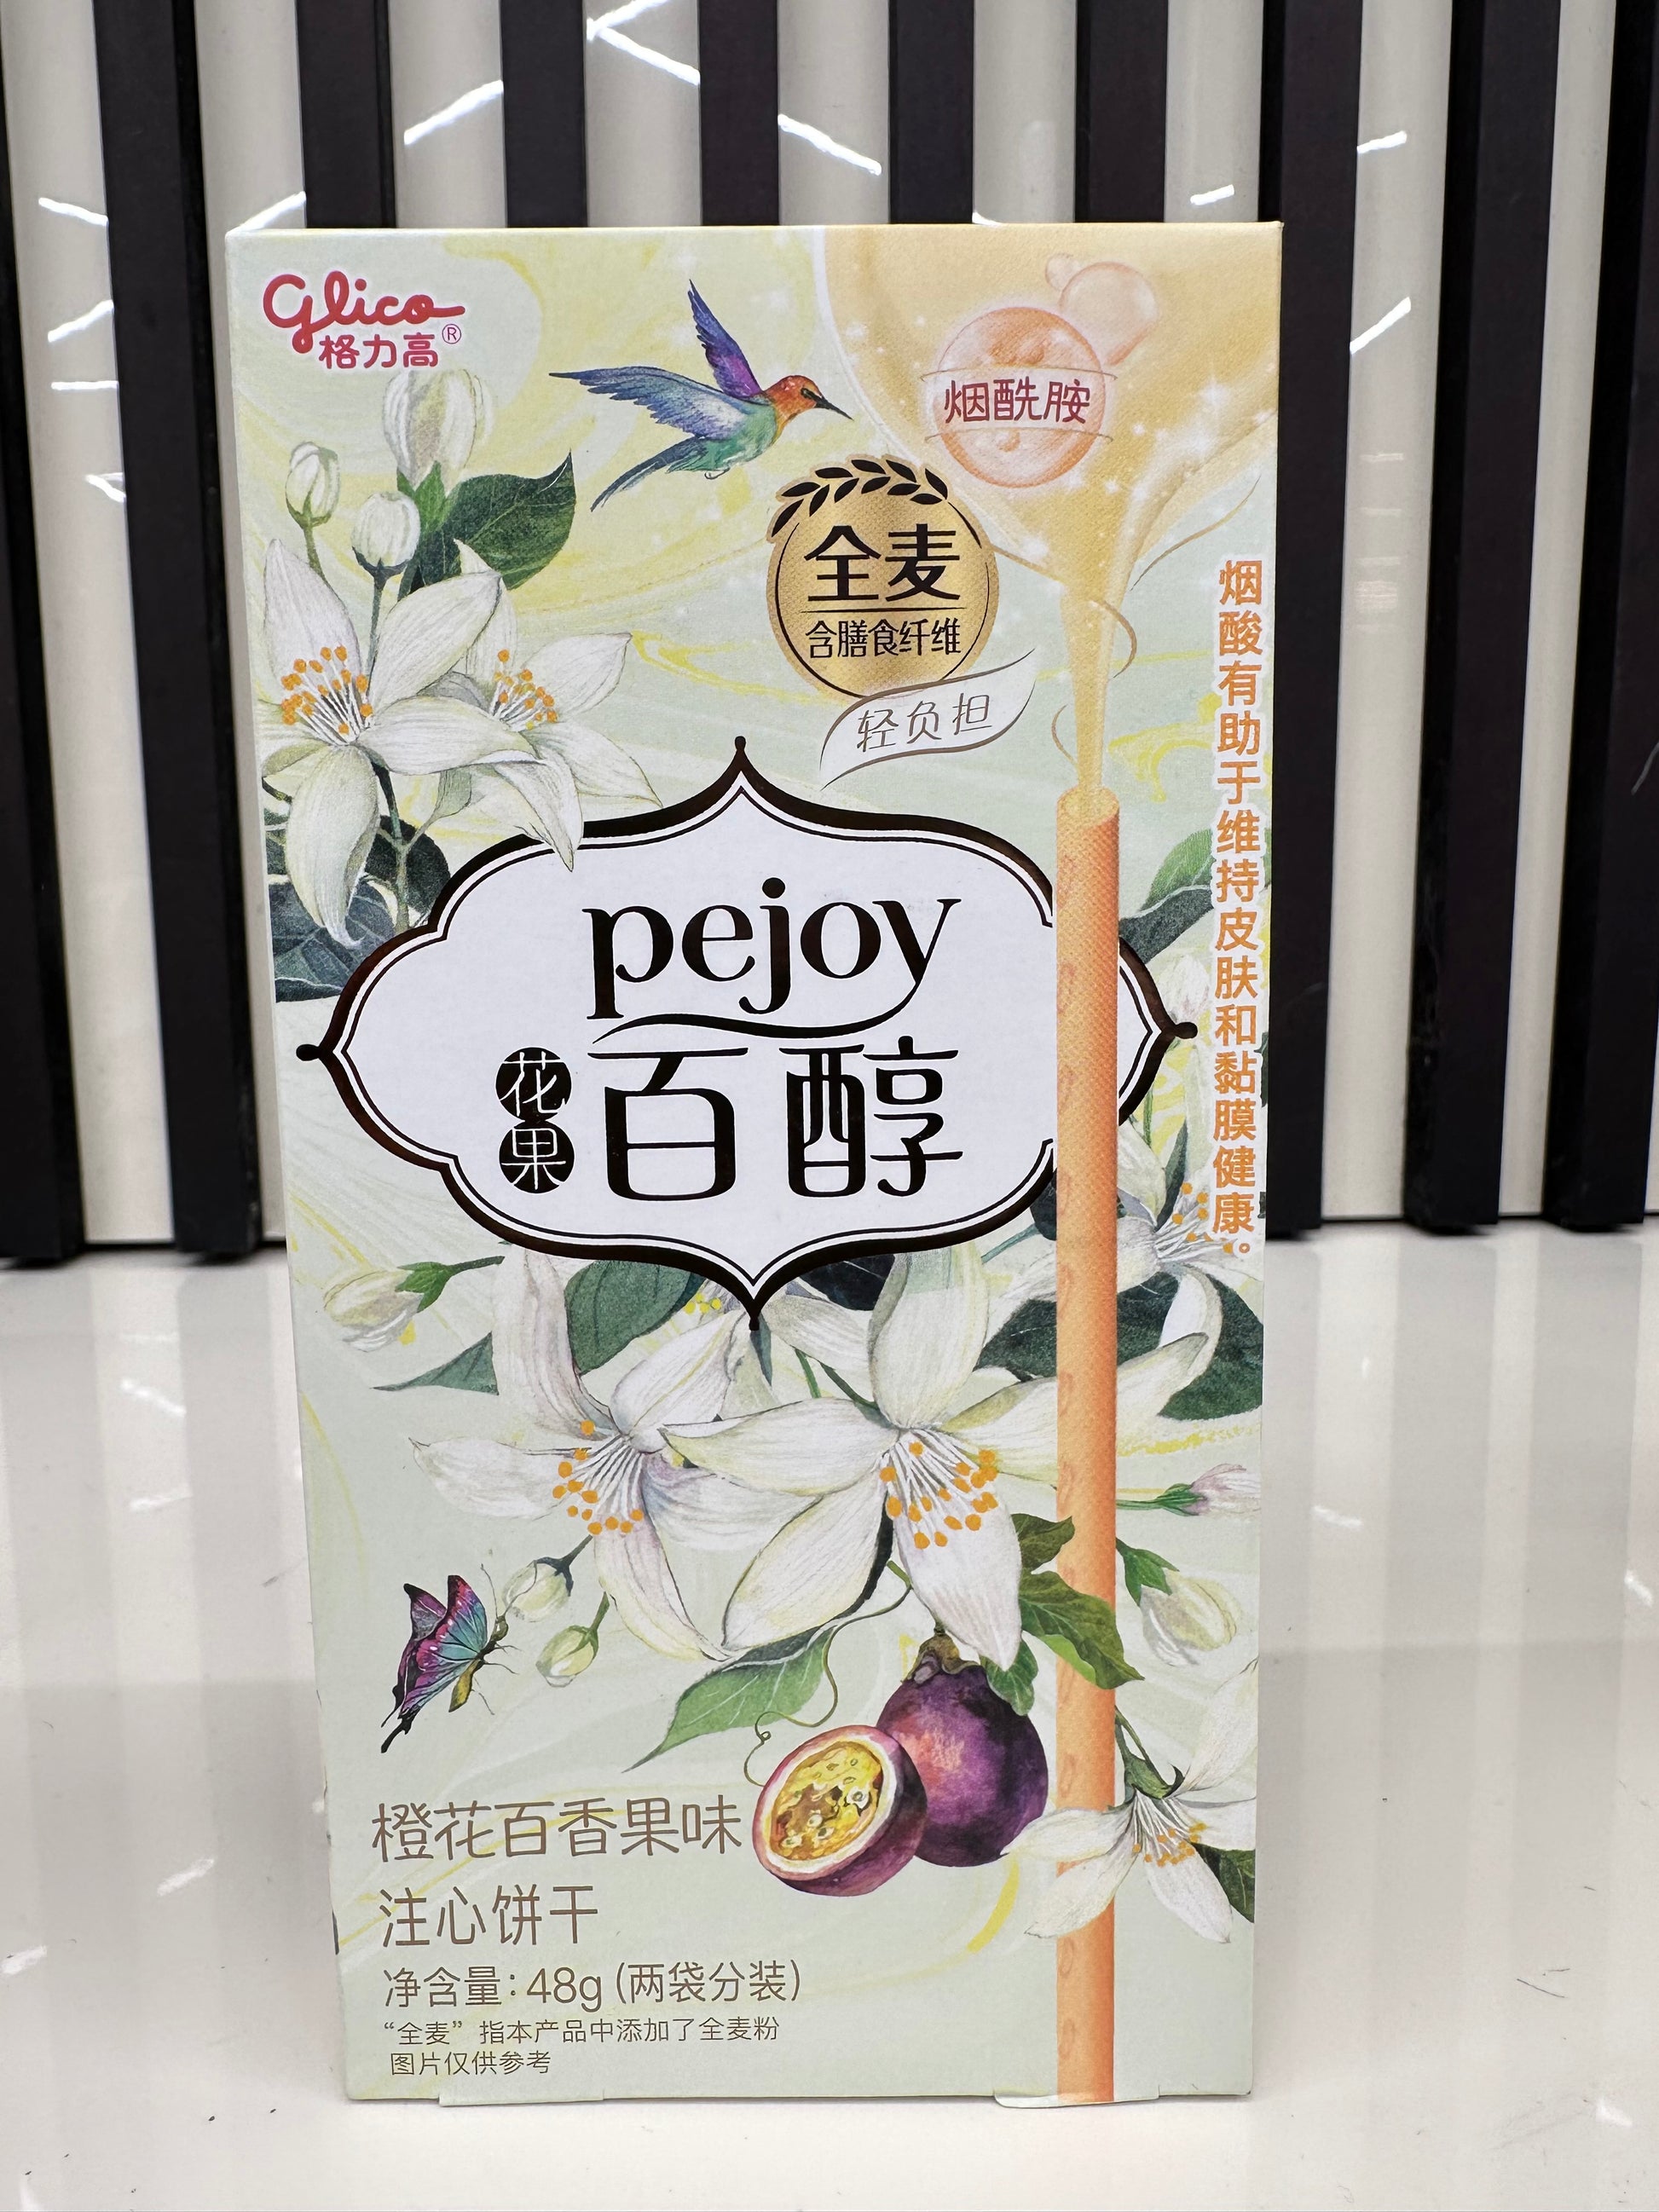 Glico
格力高®
烟酰胺
全麦
含膳食纤维
轻负担
烟酸有助于维持皮肤和黏膜健康。
pejoy
花果
百醇
橙花百香果味
注心饼干
净含量:48g(两袋分装)
“全麦”指本产品中添加了全麦粉
图片仅供参考